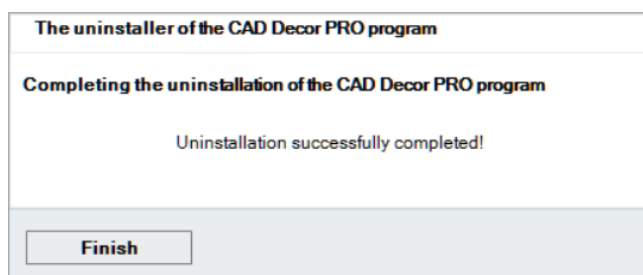 The uninstaller of the CAD Decor PRO program
Completing the uninstallation of the CAD Decor PRO program
Uninstallation successfully completed!
Finish